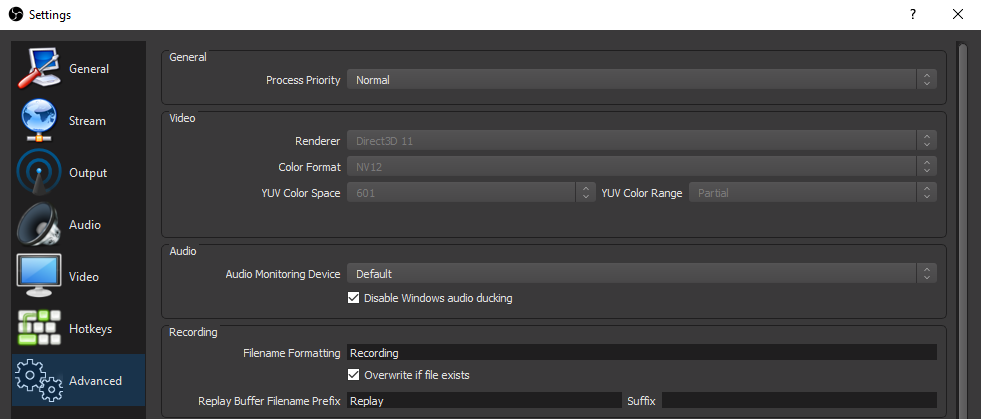 Settings
General
Stream
Output
Audio
Video
Hotkeys
Advanced
General
Process Priority Normal
Video
Renderer Direct3D 11
Color Format NV12
YUV Color Space 601 YUV Color Range Partial
Audio
Audio Monitoring Device Default
Disable Windows audio ducking
Recording
Filename Formatting Recording
Overwrite if file exists
Replay Buffer Filename Prefix Replay Suffix